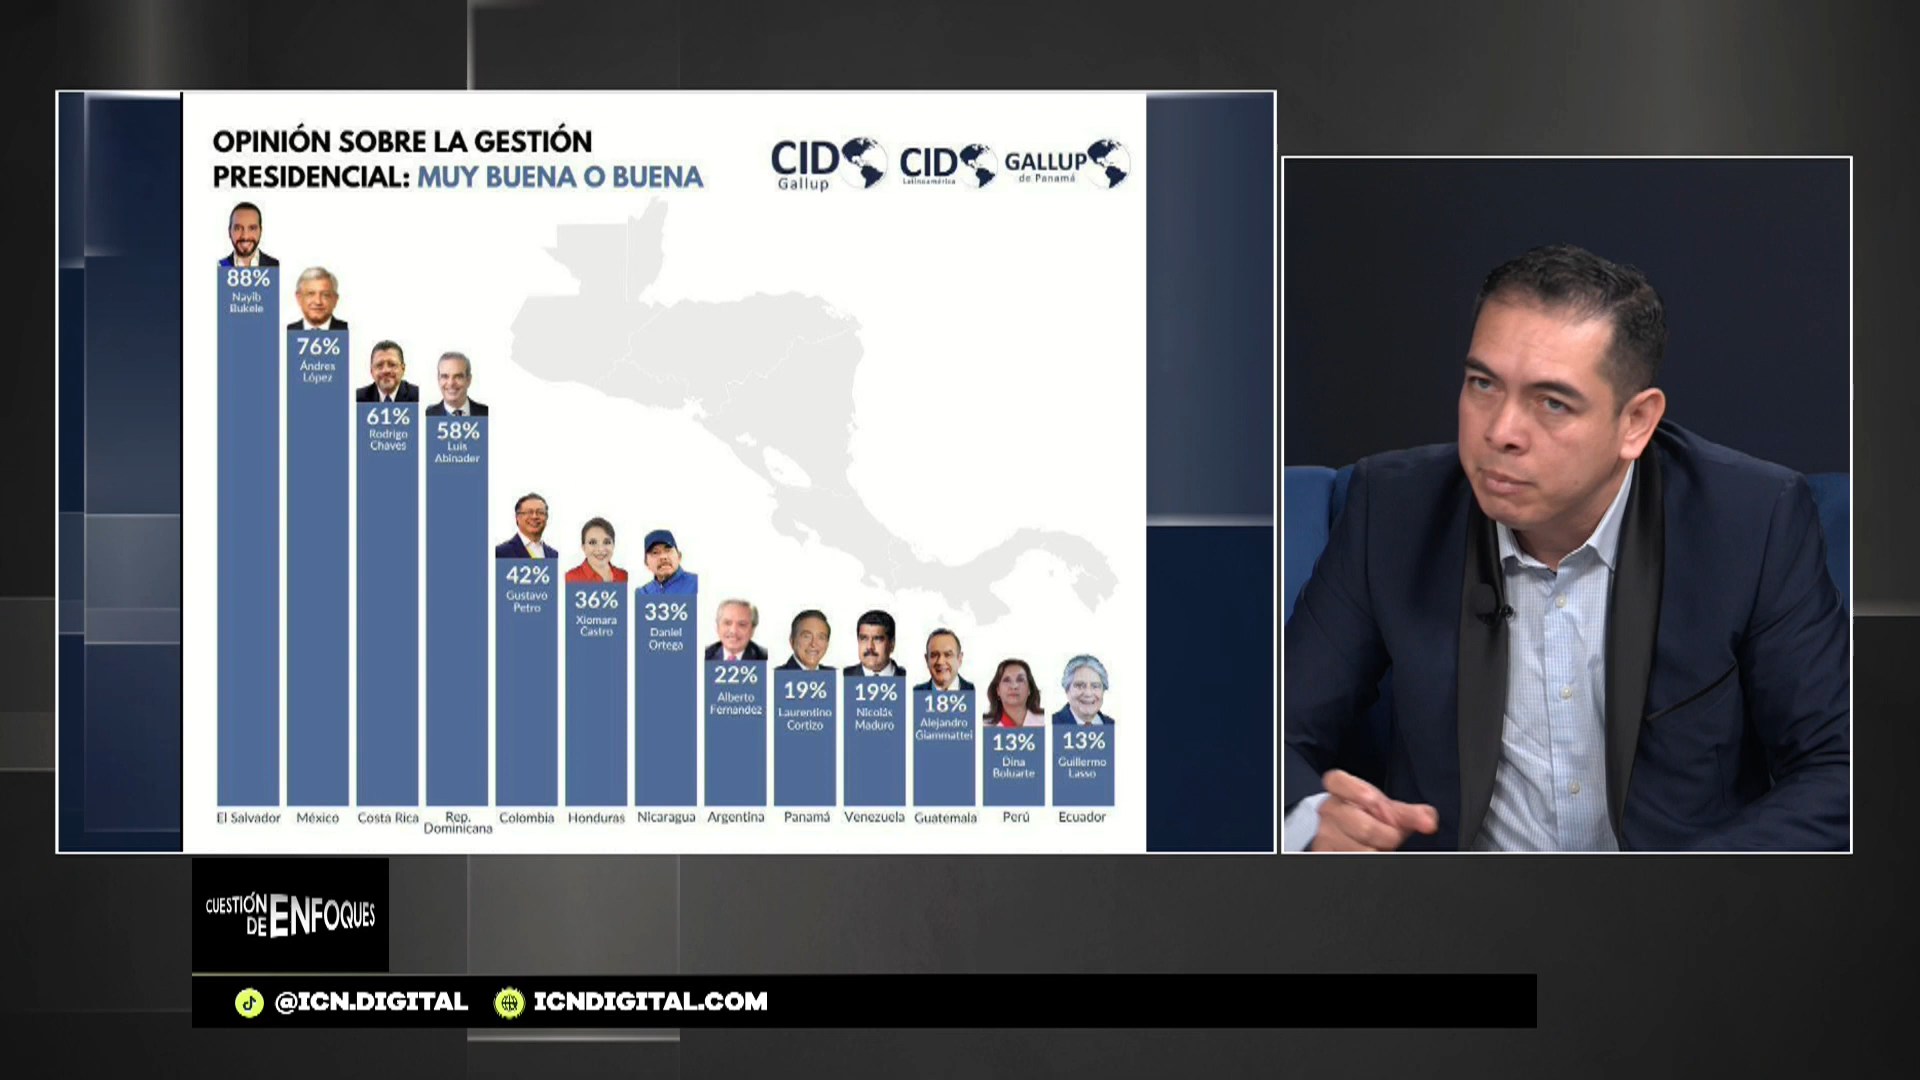 OPINIÓN SOBRE LA GESTIÓN
PRESIDENCIAL: MUY BUENA O BUENA
CID
Gallup
CID
Latinoamérica
GALLUP
de Panamá
88%
Nayib
Bukele
76%
Ándres
López
61%
Rodrigo
Chaves
58%
Luis
Abinader
42%
Gustavo
Petro
36%
Xiomara
Castro
33%
Daniel
Ortega
22%
Alberto
Fernández
19%
Laurentino
Cortizo
19%
Nicolás
Maduro
18%
Alejandro
Giammattei
13%
Dina
Boluarte
13%
Guillermo
Lasso
El Salvador
México
Costa Rica
Rep.
Dominicana
Colombia
Honduras
Nicaragua
Argentina
Panamá
Venezuela
Guatemala
Perú
Ecuador
CUESTIÓN
DE ENFOQUES
@ICN.DIGITAL
ICNDIGITAL.COM